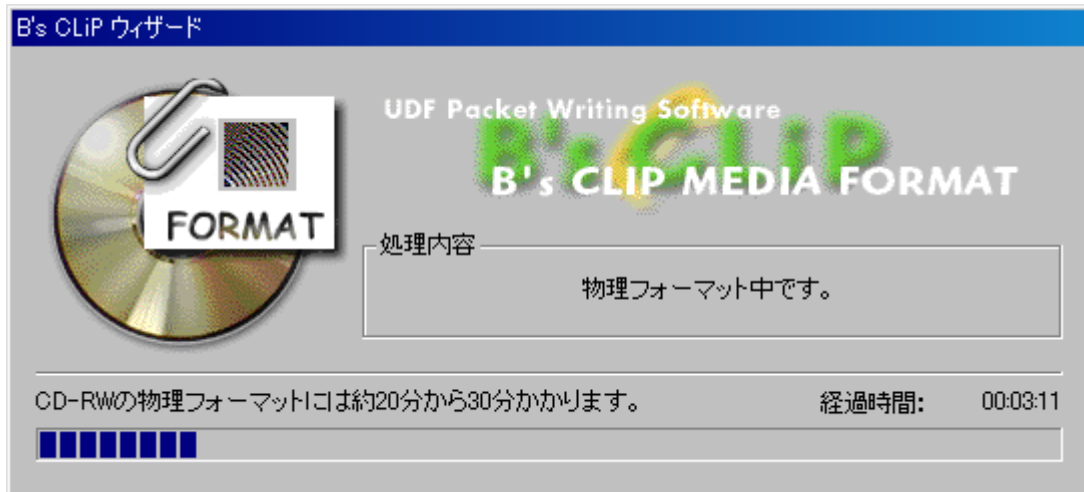 B's CLiP ウィザード
UDF Packet Writing Software
B's CLiP
B's CLIP MEDIA FORMAT
FORMAT
処理内容
物理フォーマット中です。
CD-RWの物理フォーマットには約20分から30分かかります。 経過時間: 00:03:11